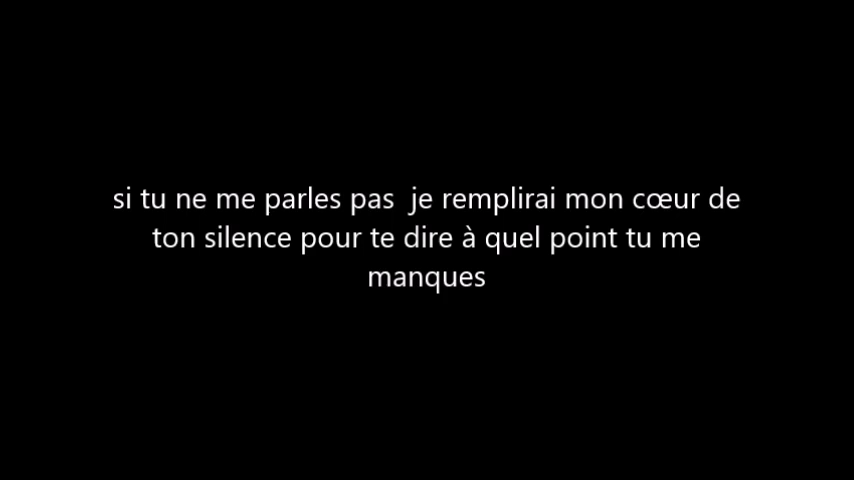 si tu ne me parles pas  je remplirai mon cœur de
ton silence pour te dire à quel point tu me
manques